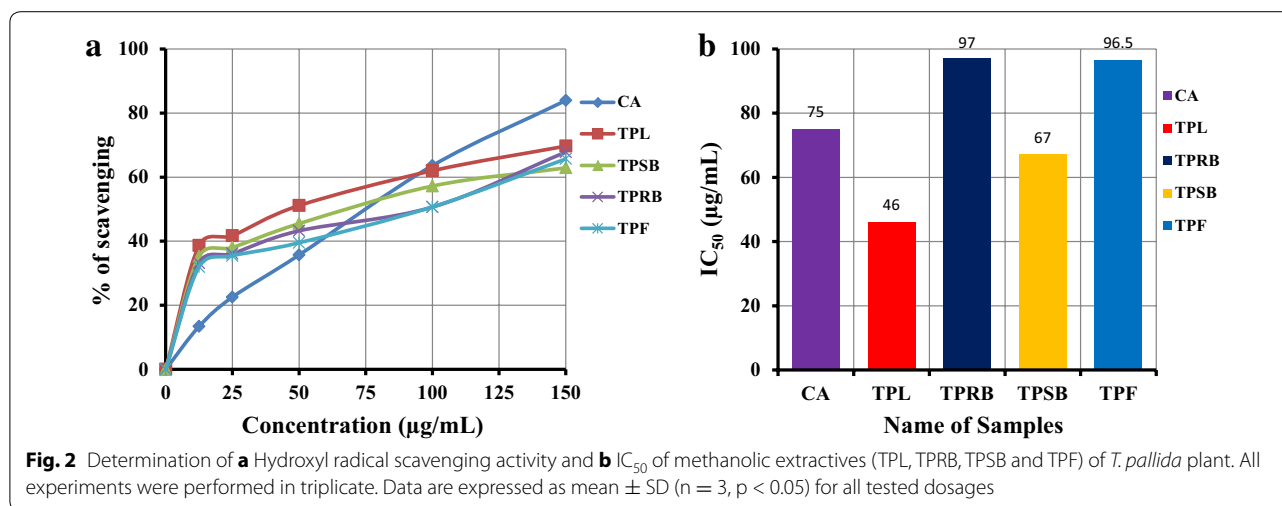 a
% of scavenging
100
80
60
40
20
0
0 25 50 75 100 125 150
Concentration (µg/mL)
CA
TPL
TPSB
TPRB
TPF
b
IC50 (µg/mL)
100
80
60
40
20
0
75
46
97
67
96.5
CA TPL TPRB TPSB TPF
Name of Samples
CA
TPL
TPRB
TPSB
TPF
Fig. 2 Determination of a Hydroxyl radical scavenging activity and b IC50 of methanolic extractives (TPL, TPRB, TPSB and TPF) of T. pallida plant. All
experiments were performed in triplicate. Data are expressed as mean ± SD (n = 3, p < 0.05) for all tested dosages